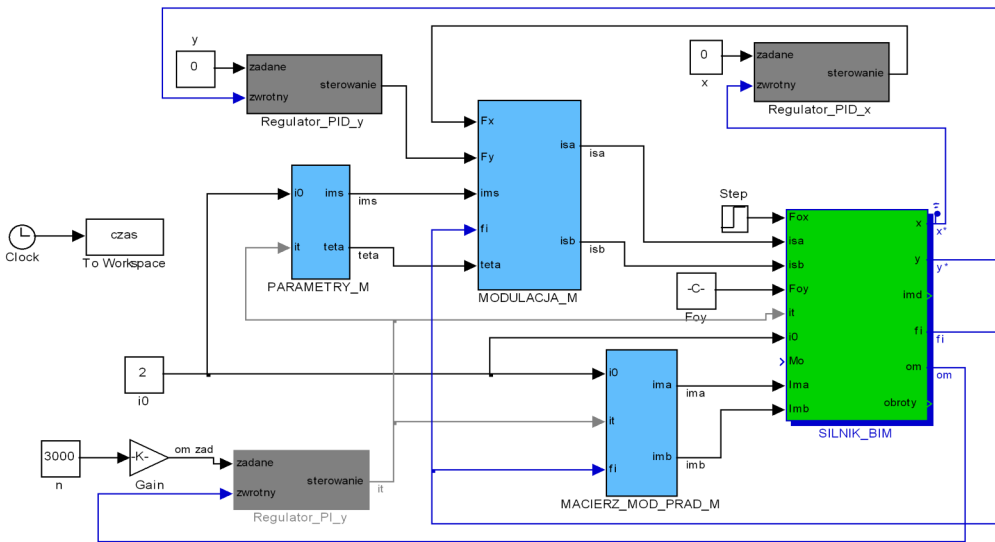 y
0
zadane
zwrotny
sterowanie
Regulator_PID_y
0
x
zadane
zwrotny
sterowanie
Regulator_PID_x
Fx
Fy
ims
fi
teta
isa
isb
MODULACJA_M
isa
isb
i0
it
ims
teta
PARAMETRY_M
ims
teta
Clock
czas
To Workspace
Step
-C-
Foy
Fox
isa
isb
Foy
it
i0
Mo
Ima
Imb
x
y
imd
fi
om
obroty
SILNIK_BIM
x*
y*
fi
om
2
i0
i0
it
fi
ima
imb
MACIERZ_MOD_PRAD_M
ima
imb
3000
n
-K-
Gain
om zad
zadane
zwrotny
sterowanie
Regulator_PI_y
it